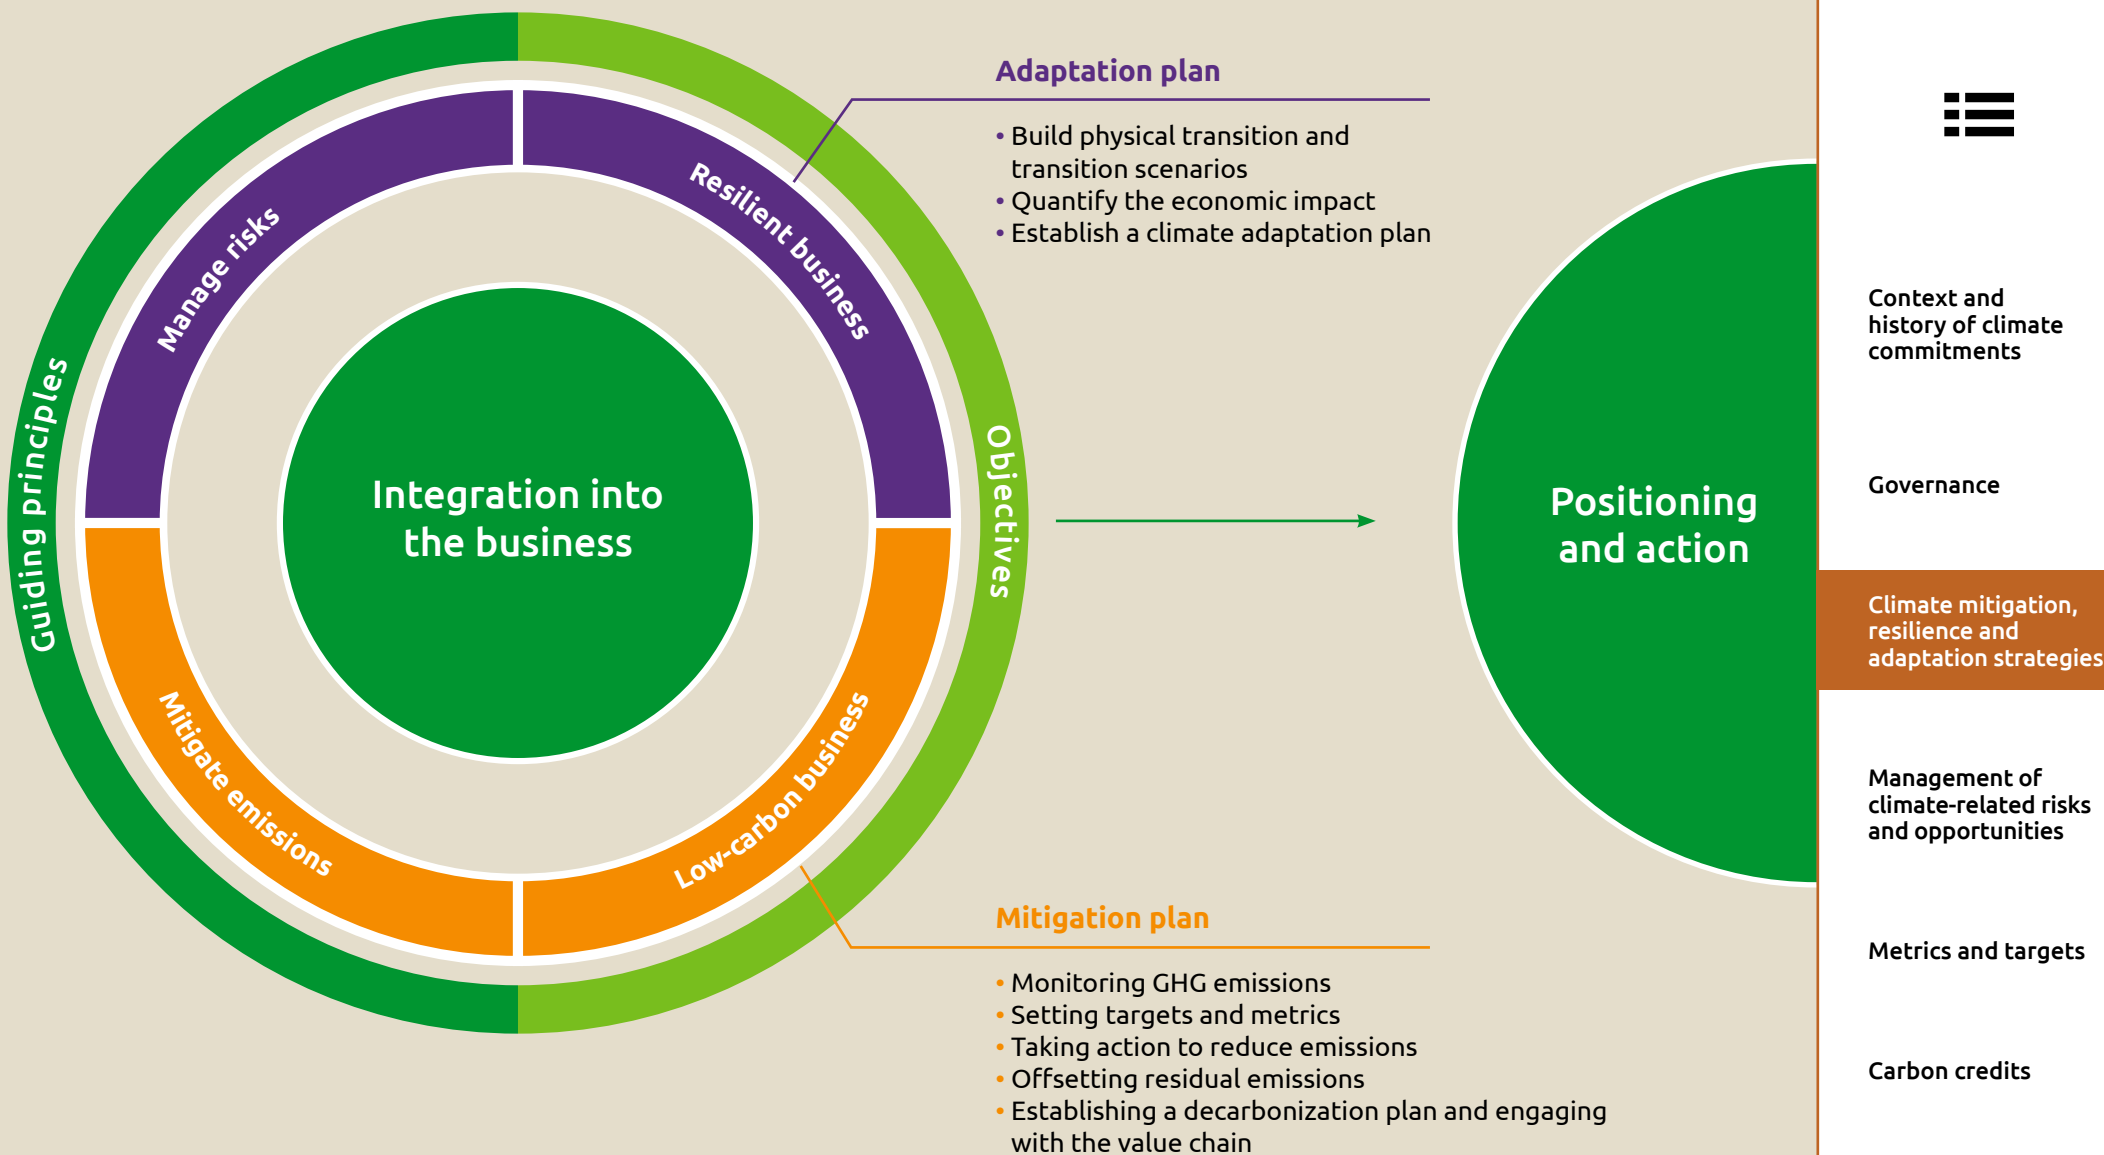 Guiding principles
Manage risks
Resilient business
Mitigate emissions
Low-carbon business
Objectives
Integration into
the business
Adaptation plan
• Build physical transition and
transition scenarios
• Quantify the economic impact
• Establish a climate adaptation plan
Mitigation plan
• Monitoring GHG emissions
• Setting targets and metrics
• Taking action to reduce emissions
• Offsetting residual emissions
• Establishing a decarbonization plan and engaging
with the value chain
Positioning
and action
Context and
history of climate
commitments
Governance
Climate mitigation,
resilience and
adaptation strategies
Management of
climate-related risks
and opportunities
Metrics and targets
Carbon credits